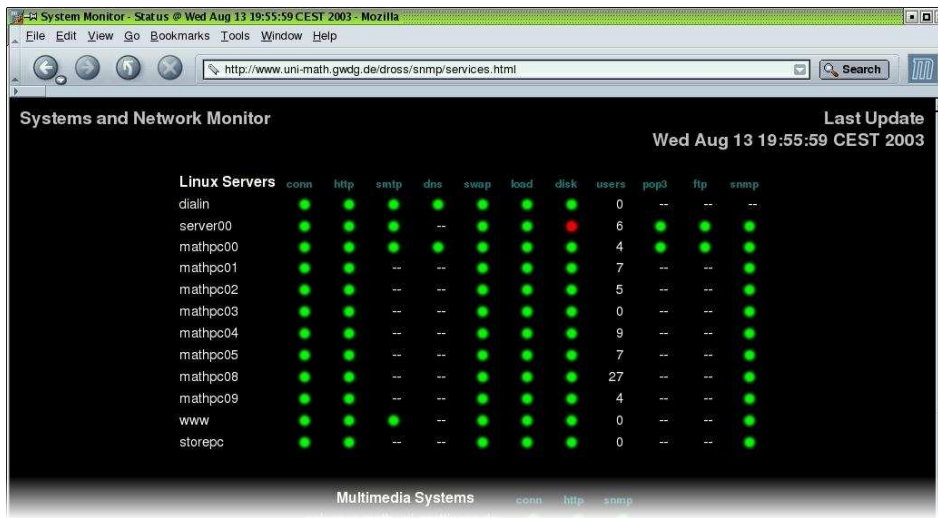 System Monitor - Status @ Wed Aug 13 19:55:59 CEST 2003 - Mozilla
File Edit View Go Bookmarks Tools Window Help
http://www.uni-math.gwdg.de/dross/snmp/services.html Search
Systems and Network Monitor
Last Update
Wed Aug 13 19:55:59 CEST 2003
Linux Servers conn http smtp dns swap load disk users pop3 ftp snmp
dialin 0 -- -- --
server00 -- 6
mathpc00 4
mathpc01 -- -- 7 -- --
mathpc02 -- -- 5 -- --
mathpc03 -- -- 0 -- --
mathpc04 -- -- 9 -- --
mathpc05 -- -- 7 -- --
mathpc08 -- -- 27 -- --
mathpc09 -- -- 4 -- --
www -- 0 -- --
storepc -- -- 0 -- --
Multimedia Systems conn http snmp